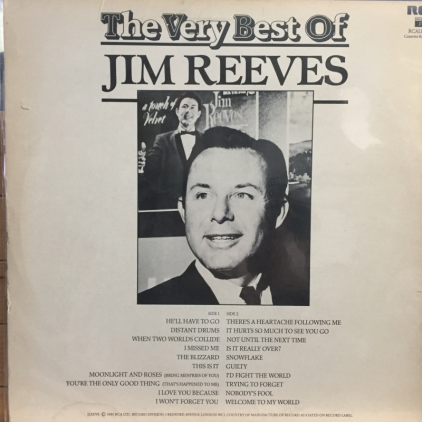 The Very Best Of
JIM REEVES
RCA
a touch of
Velvet
Jim
Reeves
SIDE 1
HE'LL HAVE TO GO
DISTANT DRUMS
WHEN TWO WORLDS COLLIDE
I MISSED ME
THE BLIZZARD
THIS IS IT
MOONLIGHT AND ROSES (BRING MEM'RIES OF YOU)
YOU'RE THE ONLY GOOD THING (THAT'S HAPPENED TO ME)
I LOVE YOU BECAUSE
I WON'T FORGET YOU
SIDE 2
THERE'S A HEARTACHE FOLLOWING ME
IT HURTS SO MUCH TO SEE YOU GO
NOT UNTIL THE NEXT TIME
IS IT REALLY OVER?
SNOWFLAKE
GUILTY
I'D FIGHT THE WORLD
TRYING TO FORGET
NOBODY'S FOOL
WELCOME TO MY WORLD